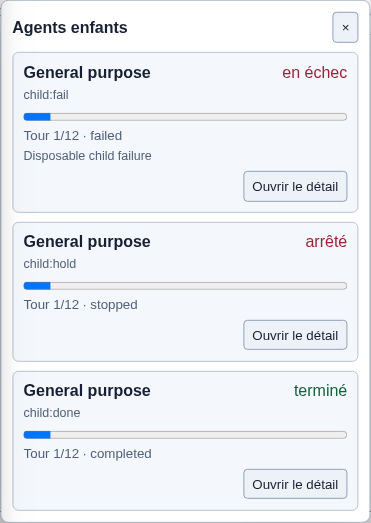 Agents enfants
×
General purpose
en échec
child:fail
Tour 1/12 · failed
Disposable child failure
Ouvrir le détail
General purpose
arrêté
child:hold
Tour 1/12 · stopped
Ouvrir le détail
General purpose
terminé
child:done
Tour 1/12 · completed
Ouvrir le détail